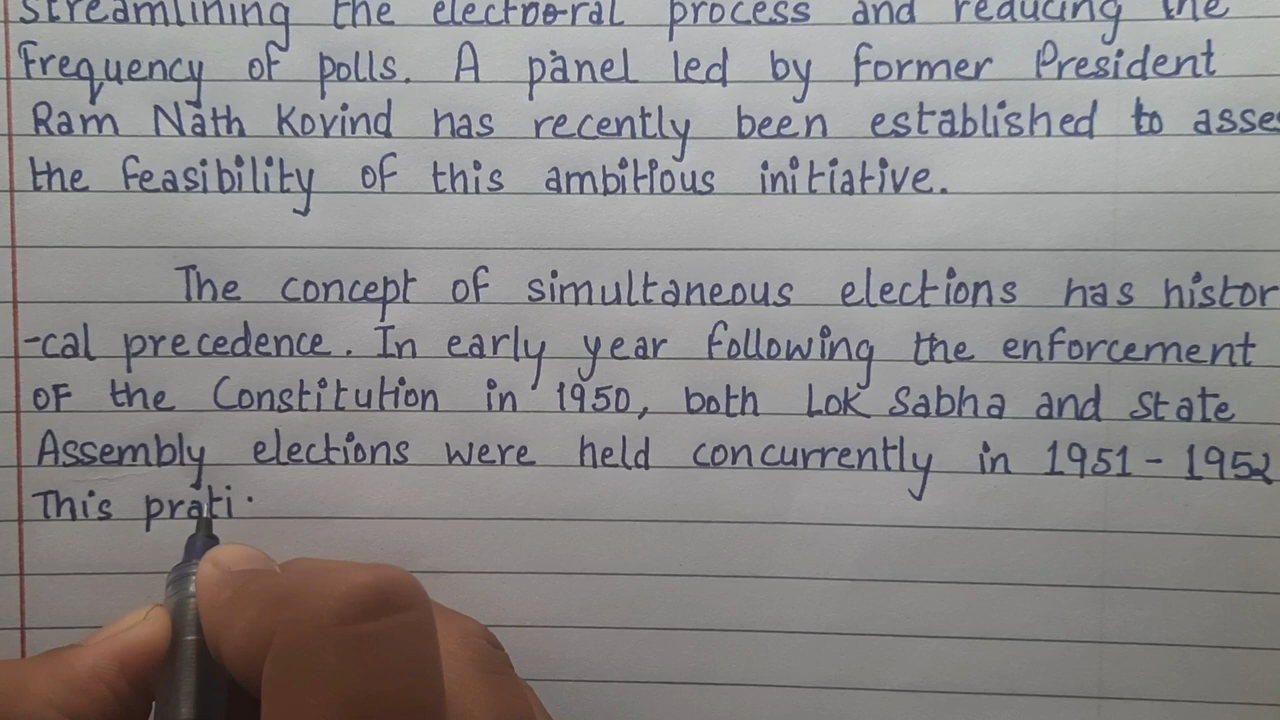 streamlining the electroral process and reducing the
Frequency of polls. A panel led by former President
Ram Nath Kovind has recently been established to asse
the feasibility of this ambitious initiative.
The concept of simultaneous elections has histor
-cal precedence. In early year following the enforcement
of the Constitution in 1950, both Lok Sabha and State
Assembly elections were held concurrently in 1951-1952
This prati